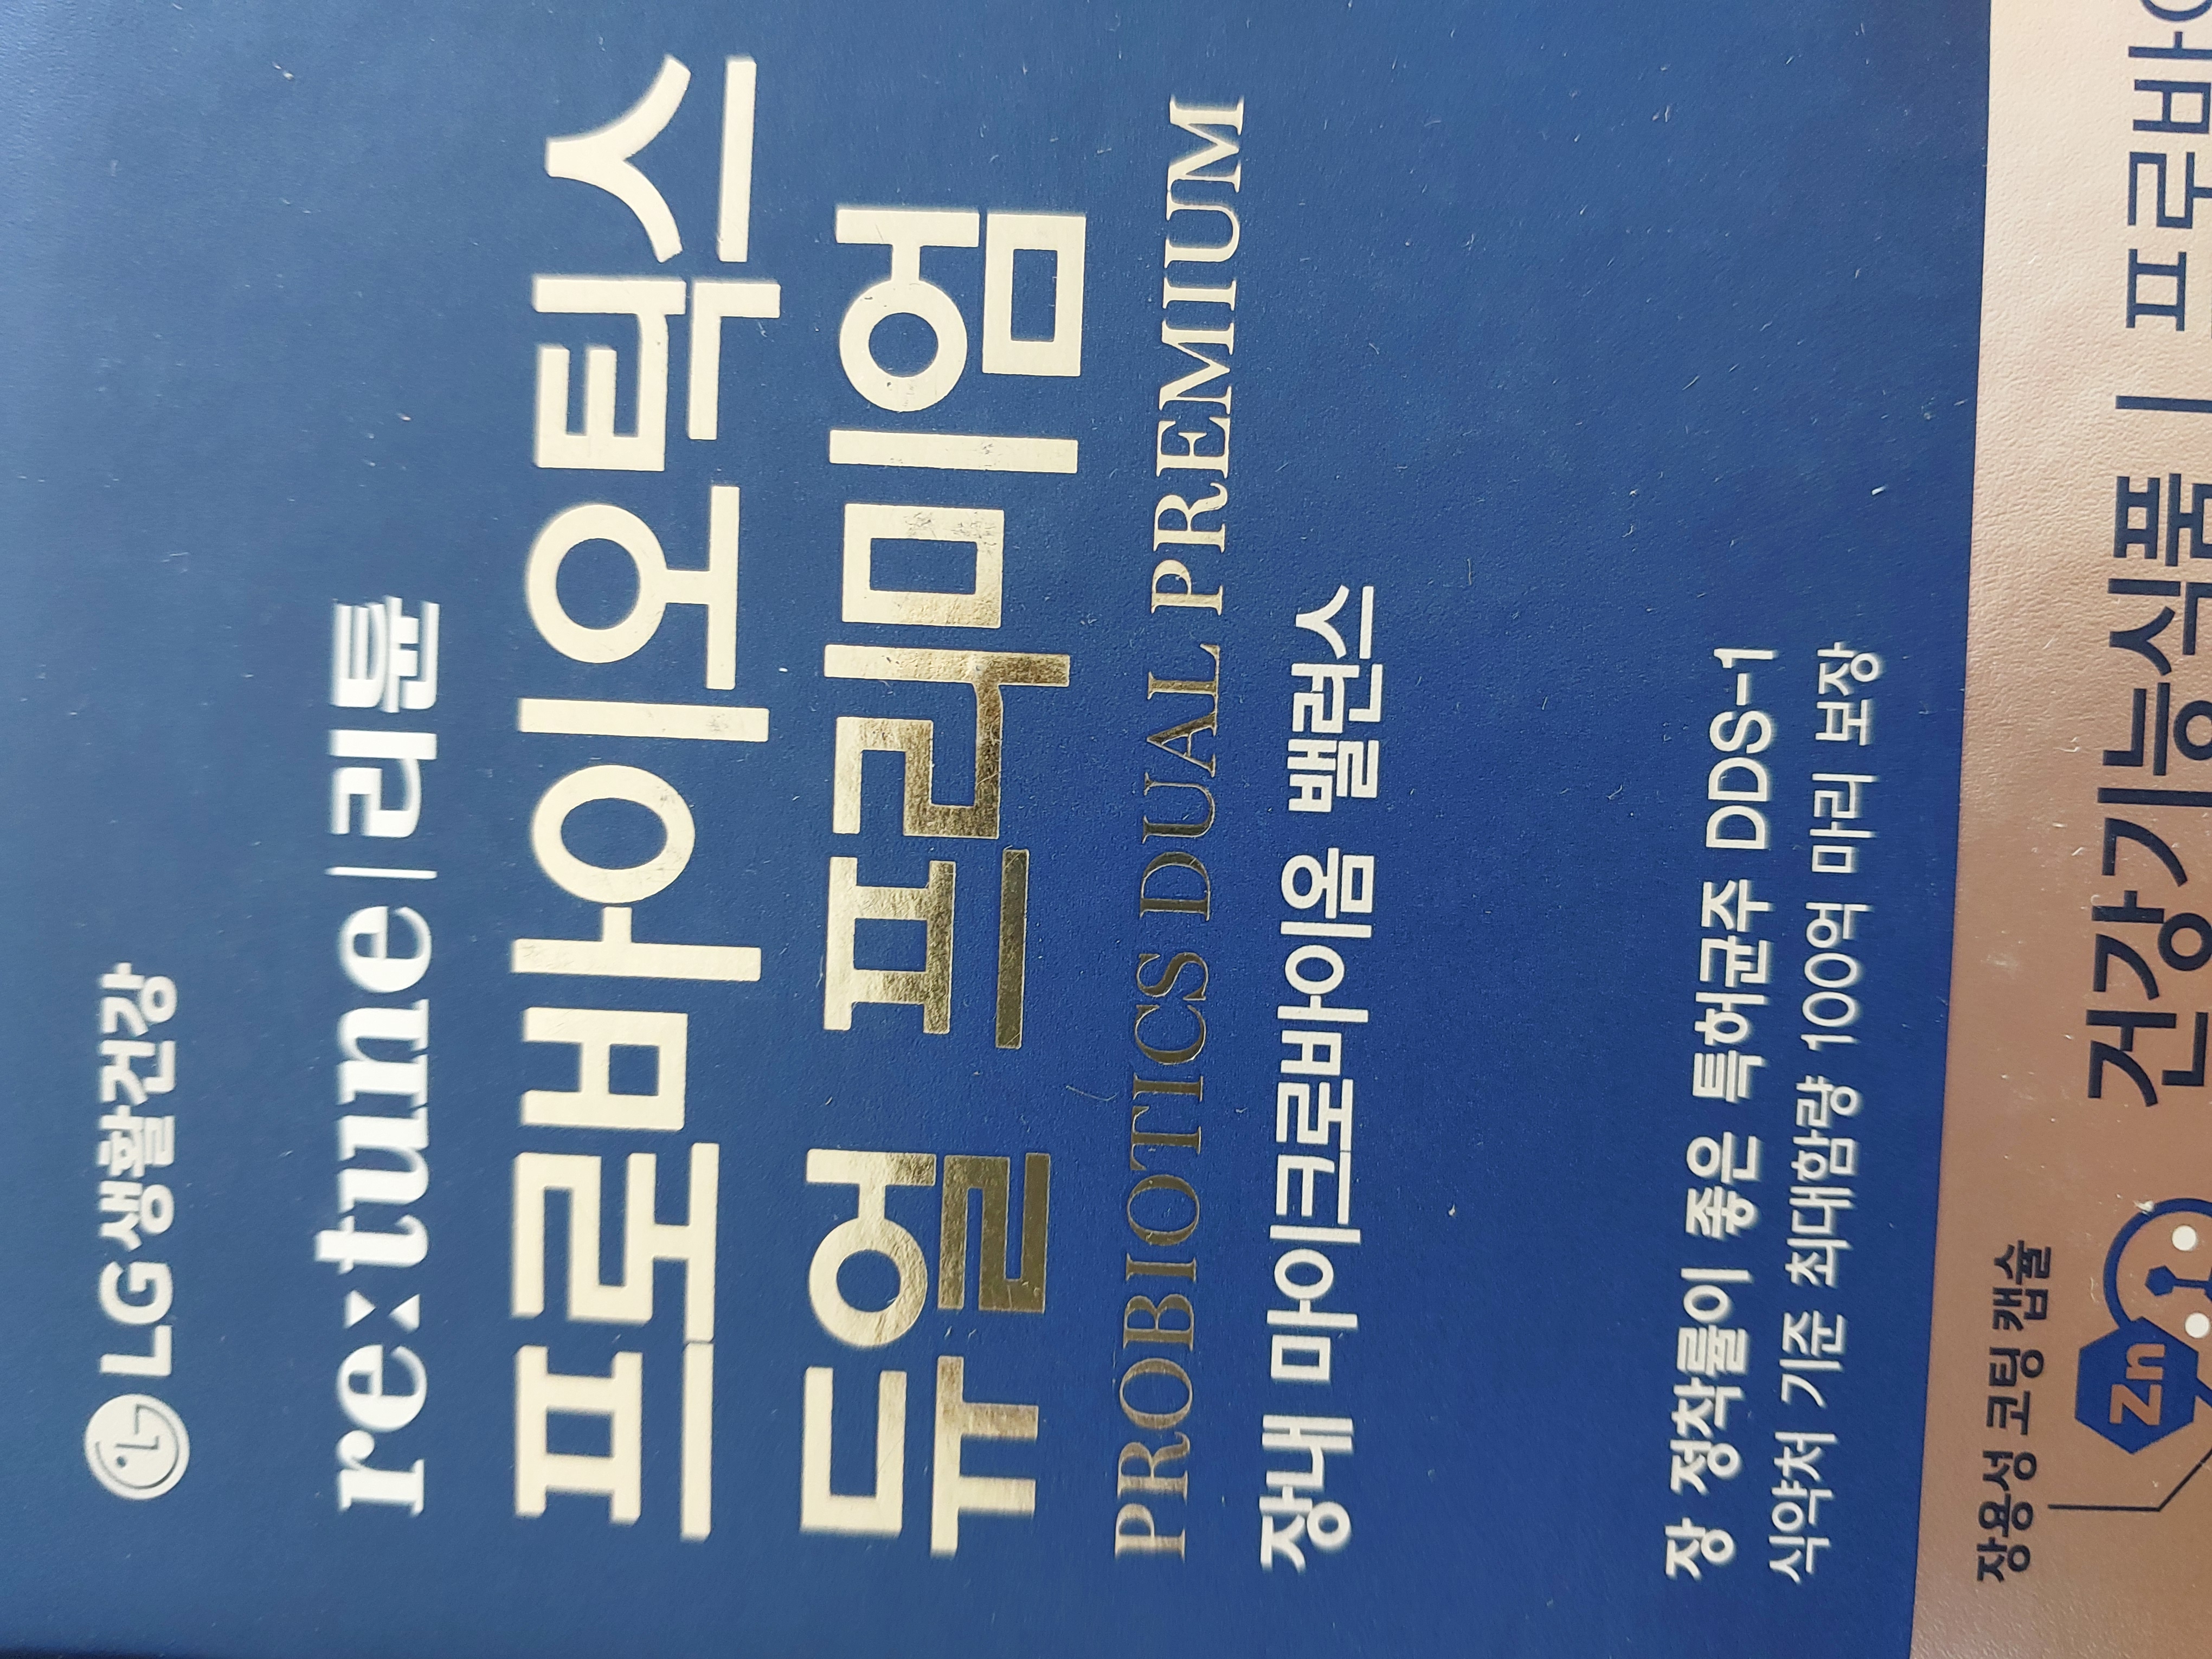 LG생활건강
re:tune | 리튠
프로바이오틱스
듀얼 프리미엄
PROBIOTICS DUAL PREMIUM
장내 마이크로바이옴 밸런스
장 정착률이 좋은 특허균주 DDS-1
식약처 기준 최대함량 100억 마리 보장
장용성 코팅 캡슐
Zn
건강기능식품 | 프로바